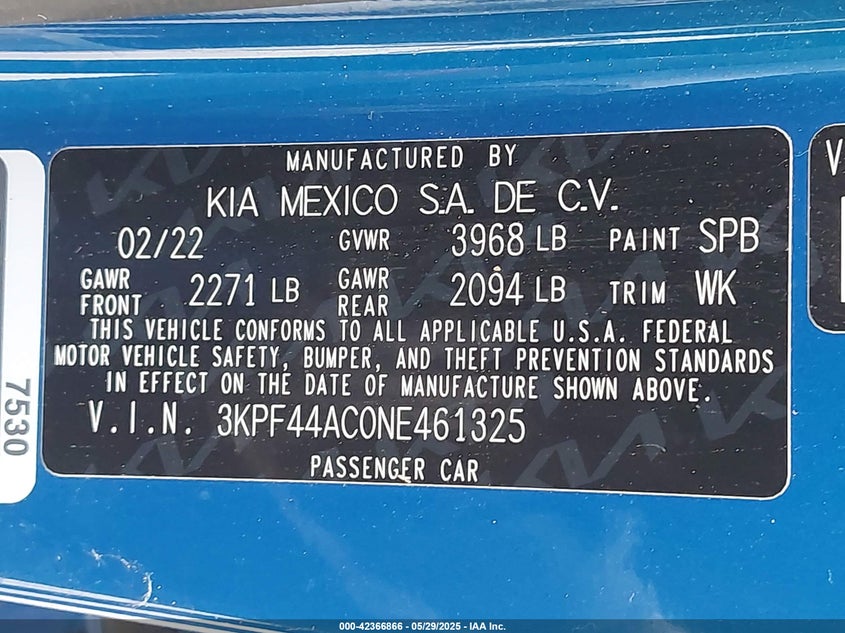 MANUFACTURED BY
KIA MEXICO S.A. DE C.V.
02/22 GVWR 3968 LB PAINT SPB
GAWR FRONT 2271 LB GAWR REAR 2094 LB TRIM WK
THIS VEHICLE CONFORMS TO ALL APPLICABLE U.S.A. FEDERAL
MOTOR VEHICLE SAFETY, BUMPER, AND THEFT PREVENTION STANDARDS
IN EFFECT ON THE DATE OF MANUFACTURE SHOWN ABOVE.
V.I.N. 3KPF44AC0NE461325
PASSENGER CAR
7530
V
000-42366866 - 05/29/2025 - IAA Inc.